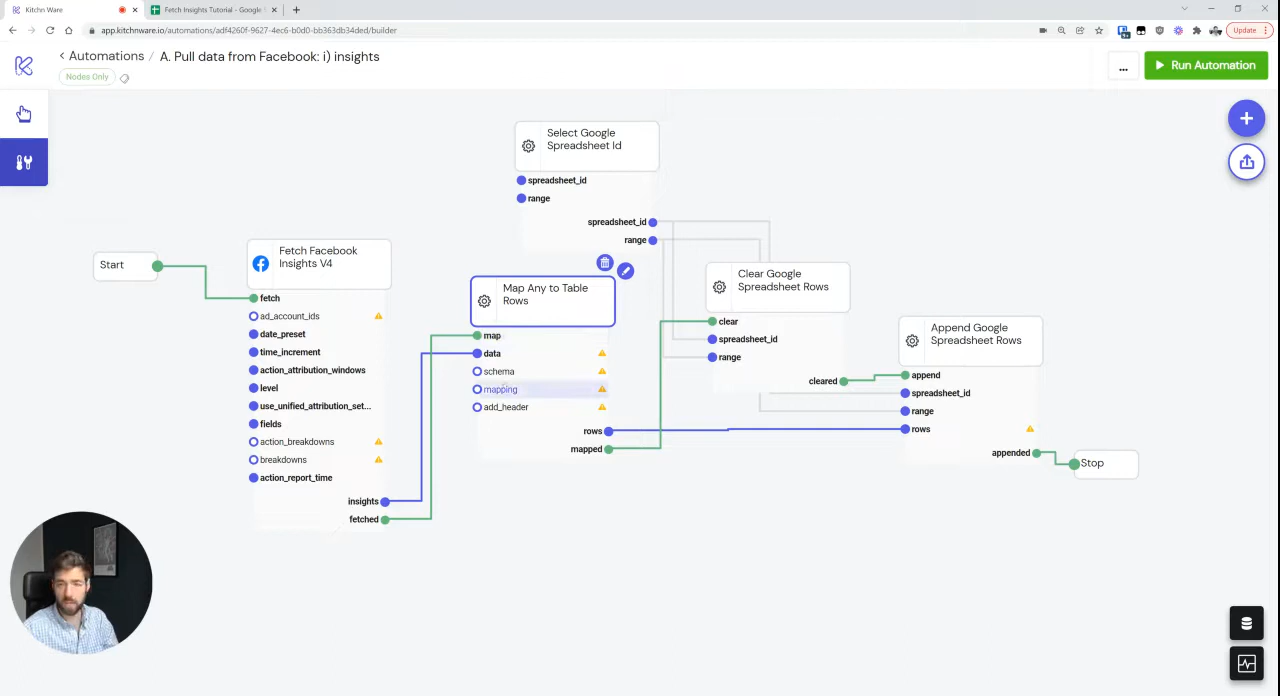 Kitchn Ware
Fetch Insights Tutorial - Google
app.kitchnware.io/automations/adf4260f-9627-4ec6-b0d0-bb363db34ded/builder
Update
Automations / A. Pull data from Facebook: i) insights
Nodes Only
...
Run Automation
Select Google
Spreadsheet Id
spreadsheet_id
range
spreadsheet_id
range
Start
Fetch Facebook
Insights V4
fetch
ad_account_ids
date_preset
time_increment
action_attribution_windows
level
use_unified_attribution_set...
fields
action_breakdowns
breakdowns
action_report_time
insights
fetched
Map Any to Table
Rows
map
data
schema
mapping
add_header
rows
mapped
Clear Google
Spreadsheet Rows
clear
spreadsheet_id
range
cleared
Append Google
Spreadsheet Rows
append
spreadsheet_id
range
rows
appended
Stop